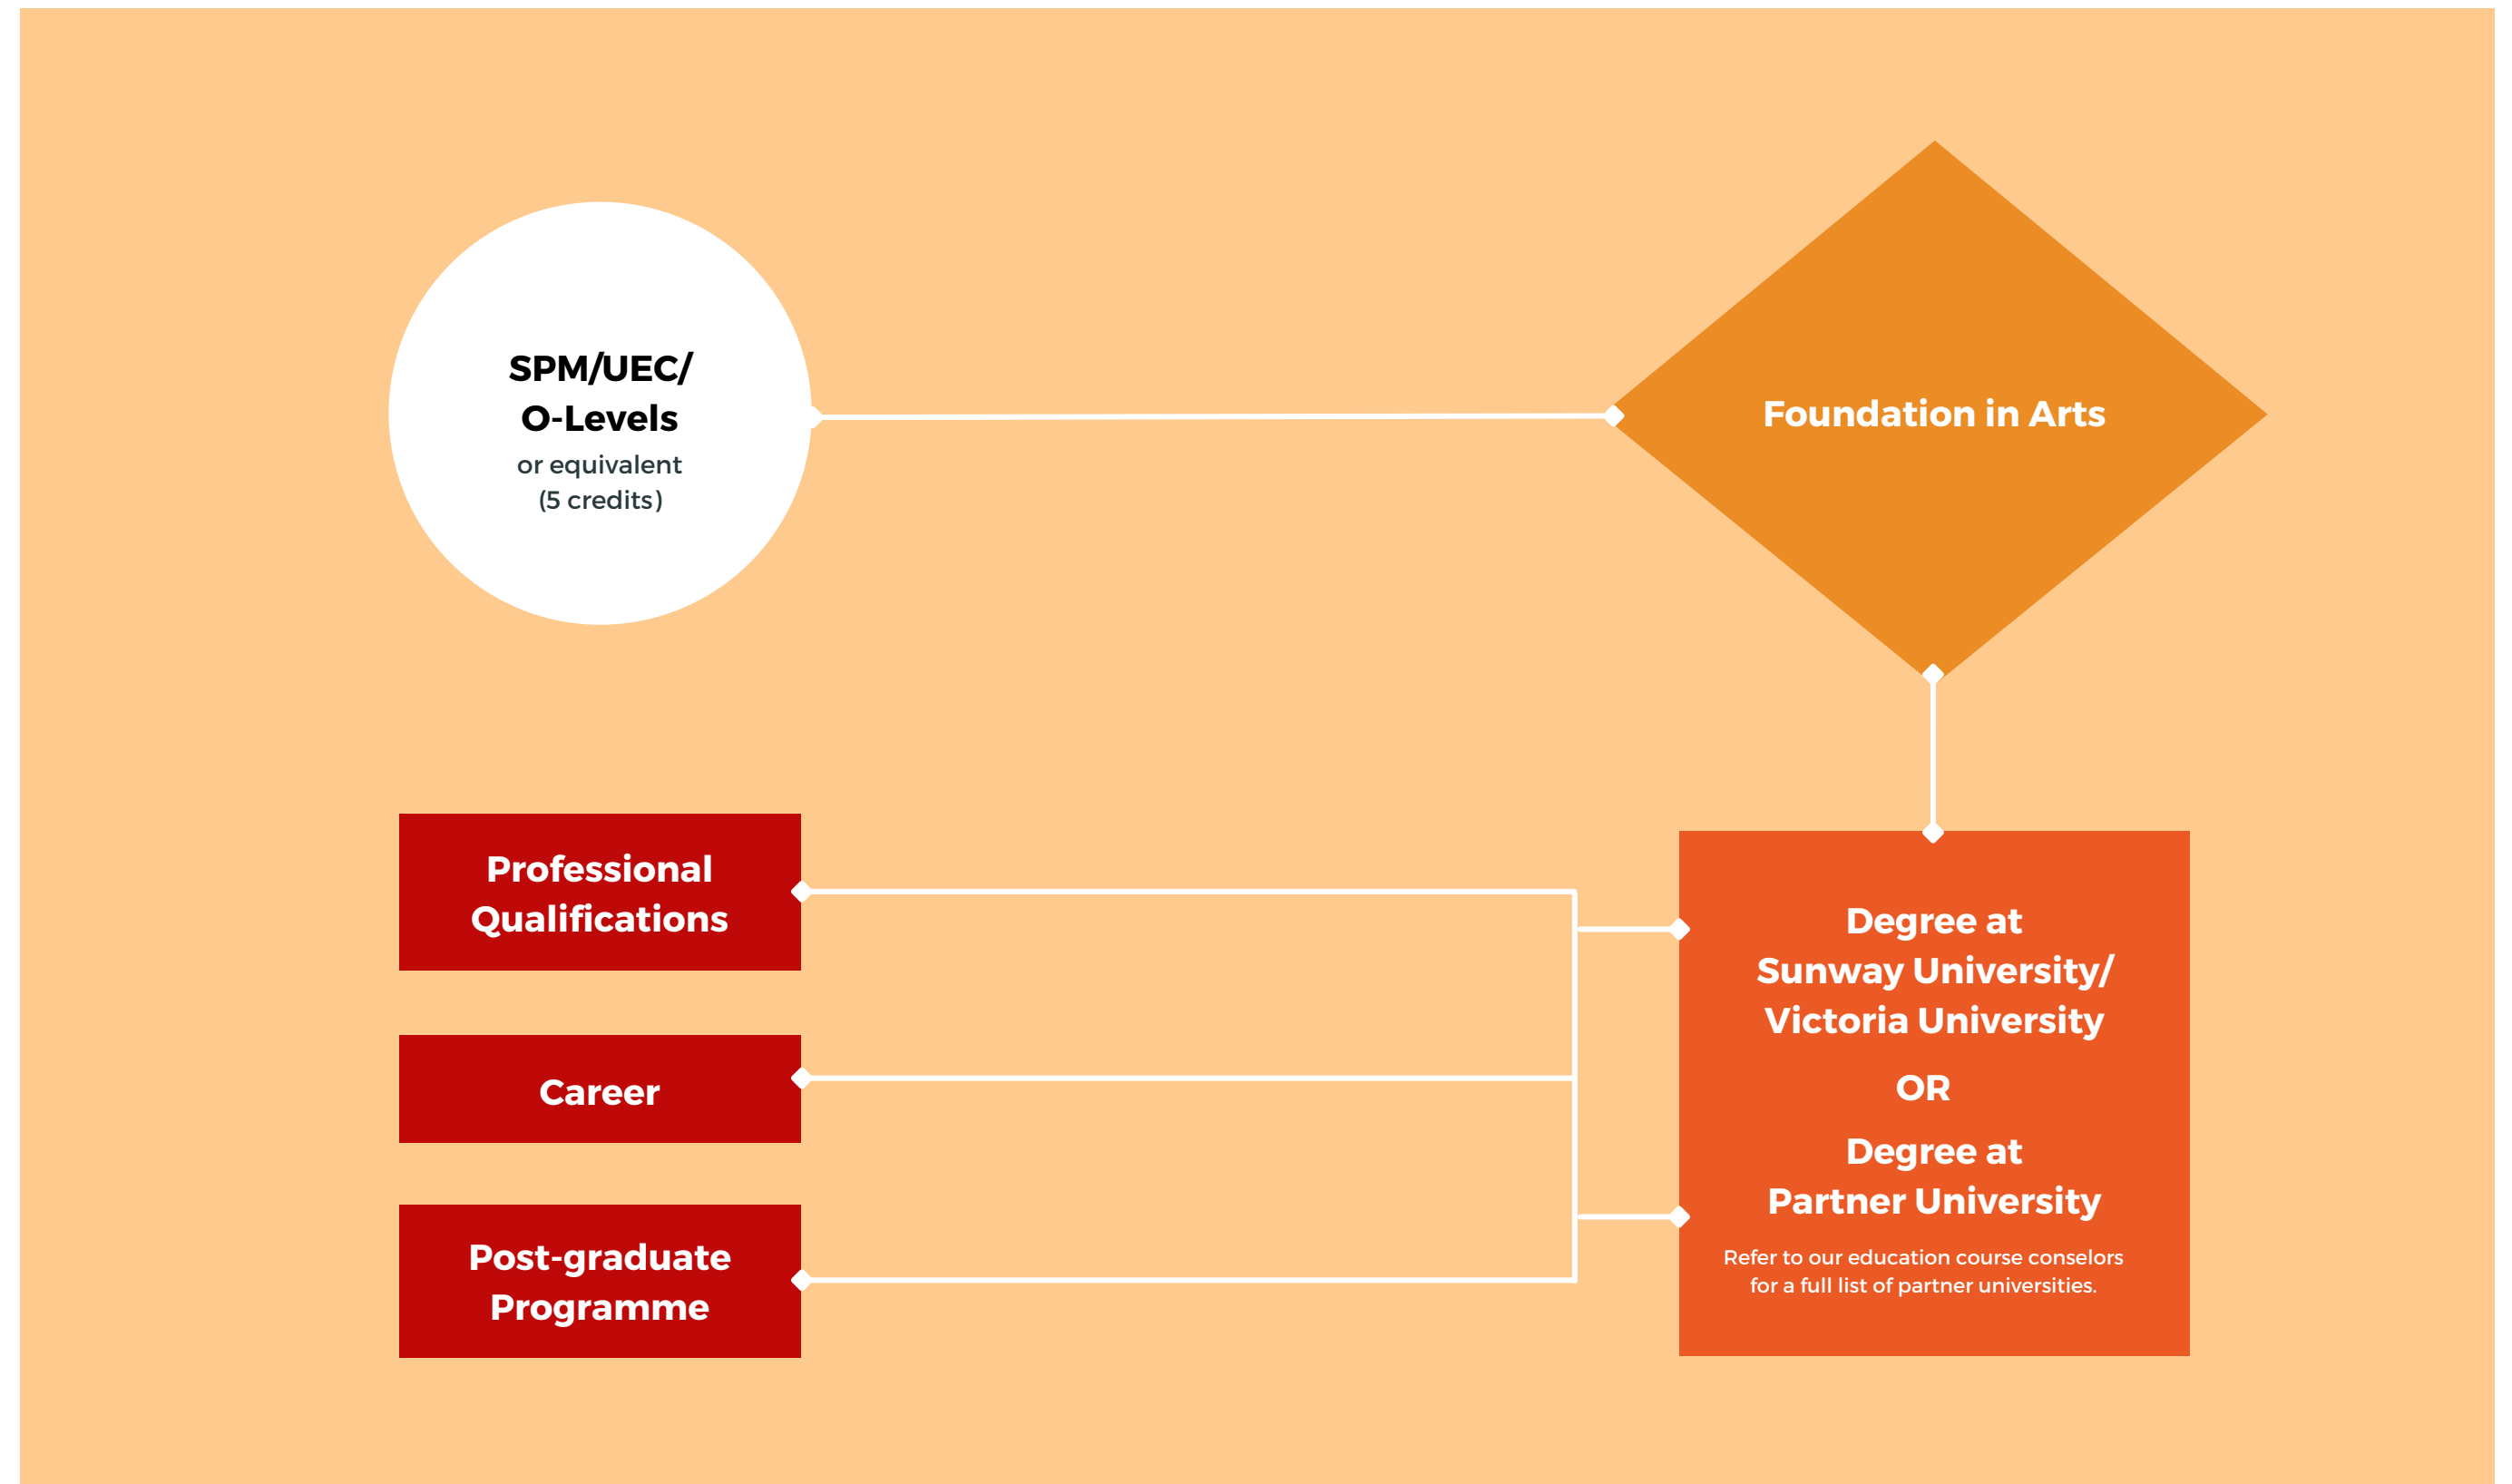 SPM/UEC/
O-Levels
or equivalent
(5 credits)
Foundation in Arts
Professional
Qualifications
Career
Post-graduate
Programme
Degree at
Sunway University/
Victoria University
OR
Degree at
Partner University
Refer to our education course conselors
for a full list of partner universities.